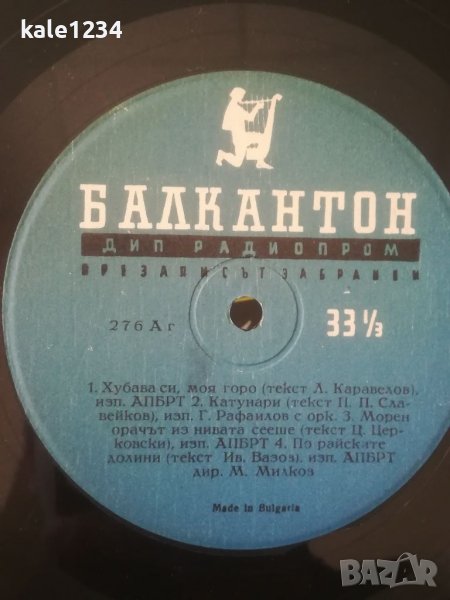 kale1234
БАЛКАНТОН
ДИП РАДИОПРОМ
ПРЕЗАПИСЪТ ЗАБРАНЕН
276 Аг
33 ⅓
1. Хубава си, моя горо (текст Л. Каравелов),
изп. АПБРТ 2. Катунари (текст П. П. Сла-
вейков), изп. Г. Рафаилов с орк. 3. Морен
орачът из нивата сееше (текст Ц. Цер-
ковски), изп. АПБРТ 4. По райските
долини (текст Ив. Вазов), изп. АПБРТ
дир. М. Милков
Made in Bulgaria
BAZAR